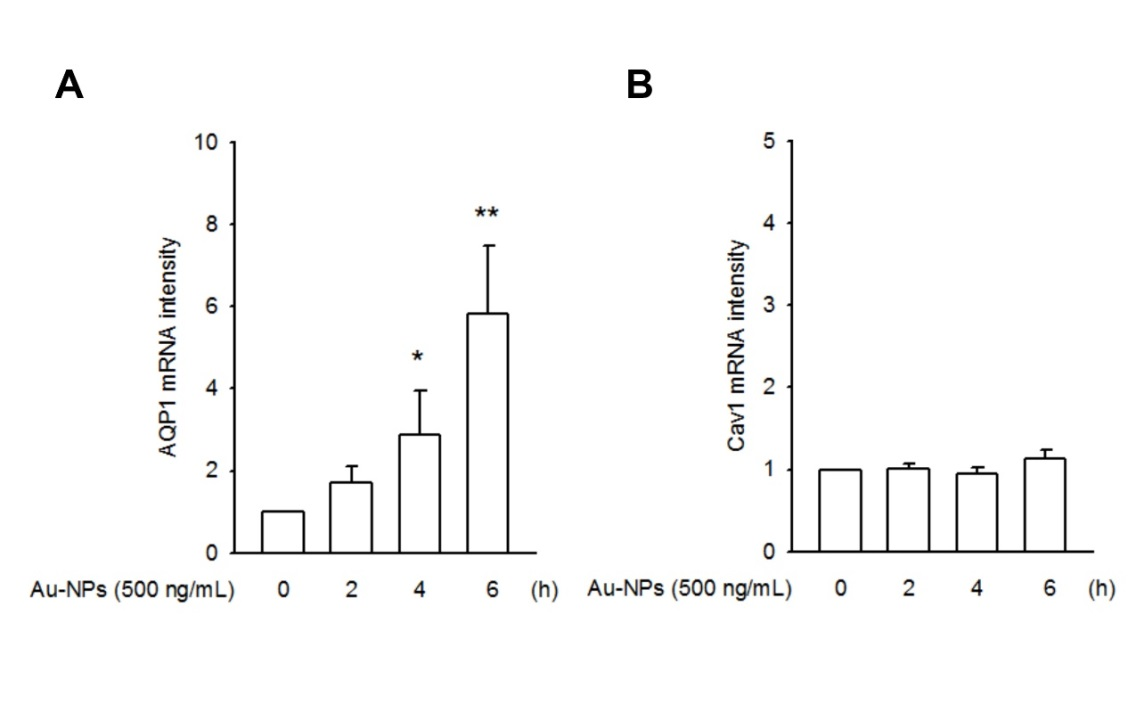 A
B
10
8
6
4
2
0
AQP1 mRNA intensity
*
**
Au-NPs (500 ng/mL) 0 2 4 6 (h)
5
4
3
2
1
0
Cav1 mRNA intensity
Au-NPs (500 ng/mL) 0 2 4 6 (h)